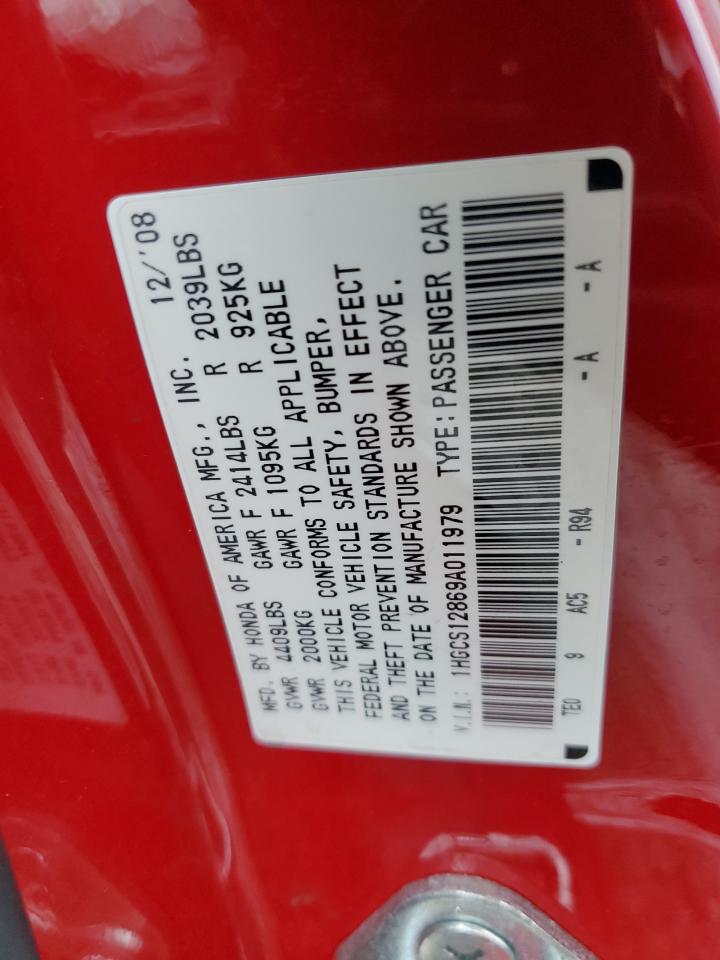 MFD. BY HONDA OF AMERICA MFG., INC. 12/'08
GVWR 4409LBS GAWR F 2414LBS R 2039LBS
GVWR 2000KG GAWR F 1095KG R 925KG
THIS VEHICLE CONFORMS TO ALL APPLICABLE
FEDERAL MOTOR VEHICLE SAFETY, BUMPER,
AND THEFT PREVENTION STANDARDS IN EFFECT
ON THE DATE OF MANUFACTURE SHOWN ABOVE.
V.I.N.: 1HGCS12869A011979 TYPE:PASSENGER CAR
TEO 9 AC5 - R94 - A - A